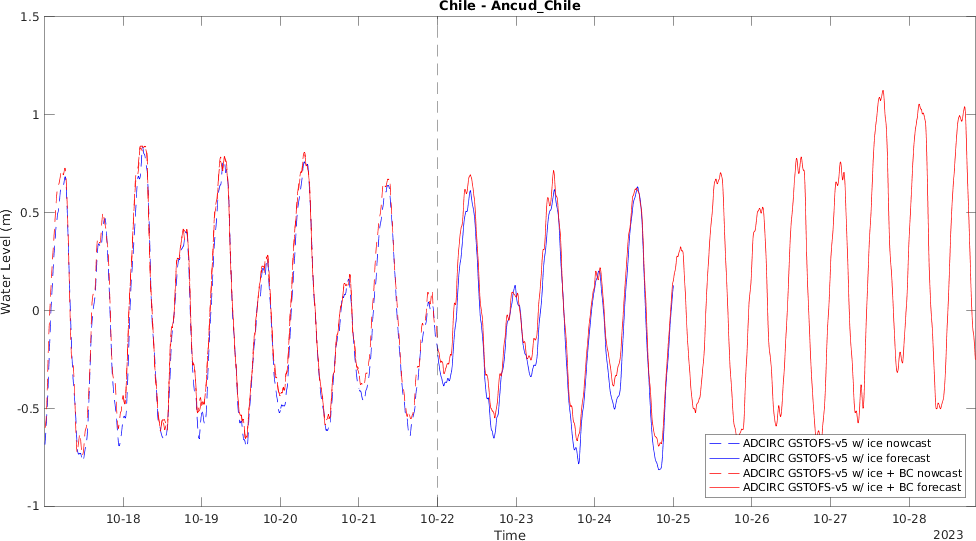 Chile - Ancud_Chile
1.5
1
0.5
0
-0.5
-1
Water Level (m)
ADCIRC GSTOFS-v5 w/ ice nowcast
ADCIRC GSTOFS-v5 w/ ice forecast
ADCIRC GSTOFS-v5 w/ ice + BC nowcast
ADCIRC GSTOFS-v5 w/ ice + BC forecast
10-18 10-19 10-20 10-21 10-22 10-23 10-24 10-25 10-26 10-27 10-28
Time
2023